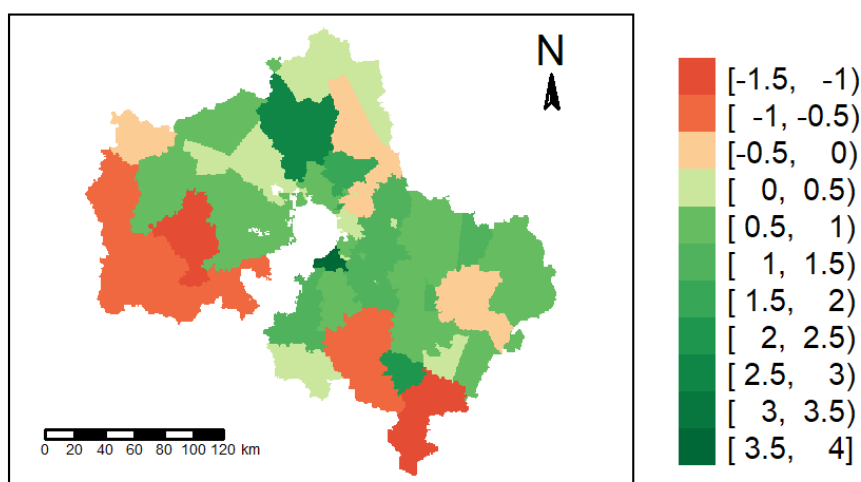 N
[-1.5, -1)
[ -1, -0.5)
[-0.5, 0)
[ 0, 0.5)
[ 0.5, 1)
[ 1, 1.5)
[ 1.5, 2)
[ 2, 2.5)
[ 2.5, 3)
[ 3, 3.5)
[ 3.5, 4]
0 20 40 60 80 100 120 km